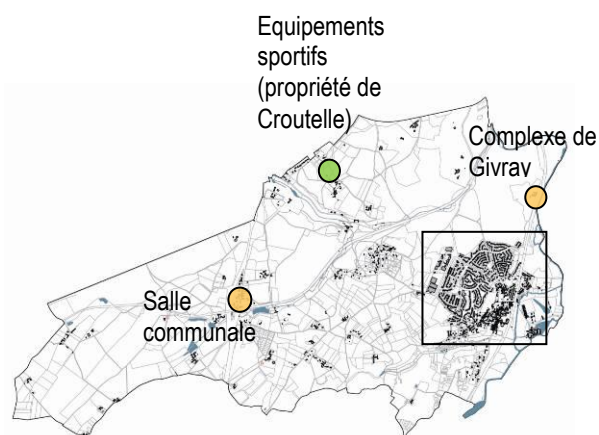 Equipements
sportifs
(propriété de
Croutelle)
Complexe de
Givray
Salle
communale